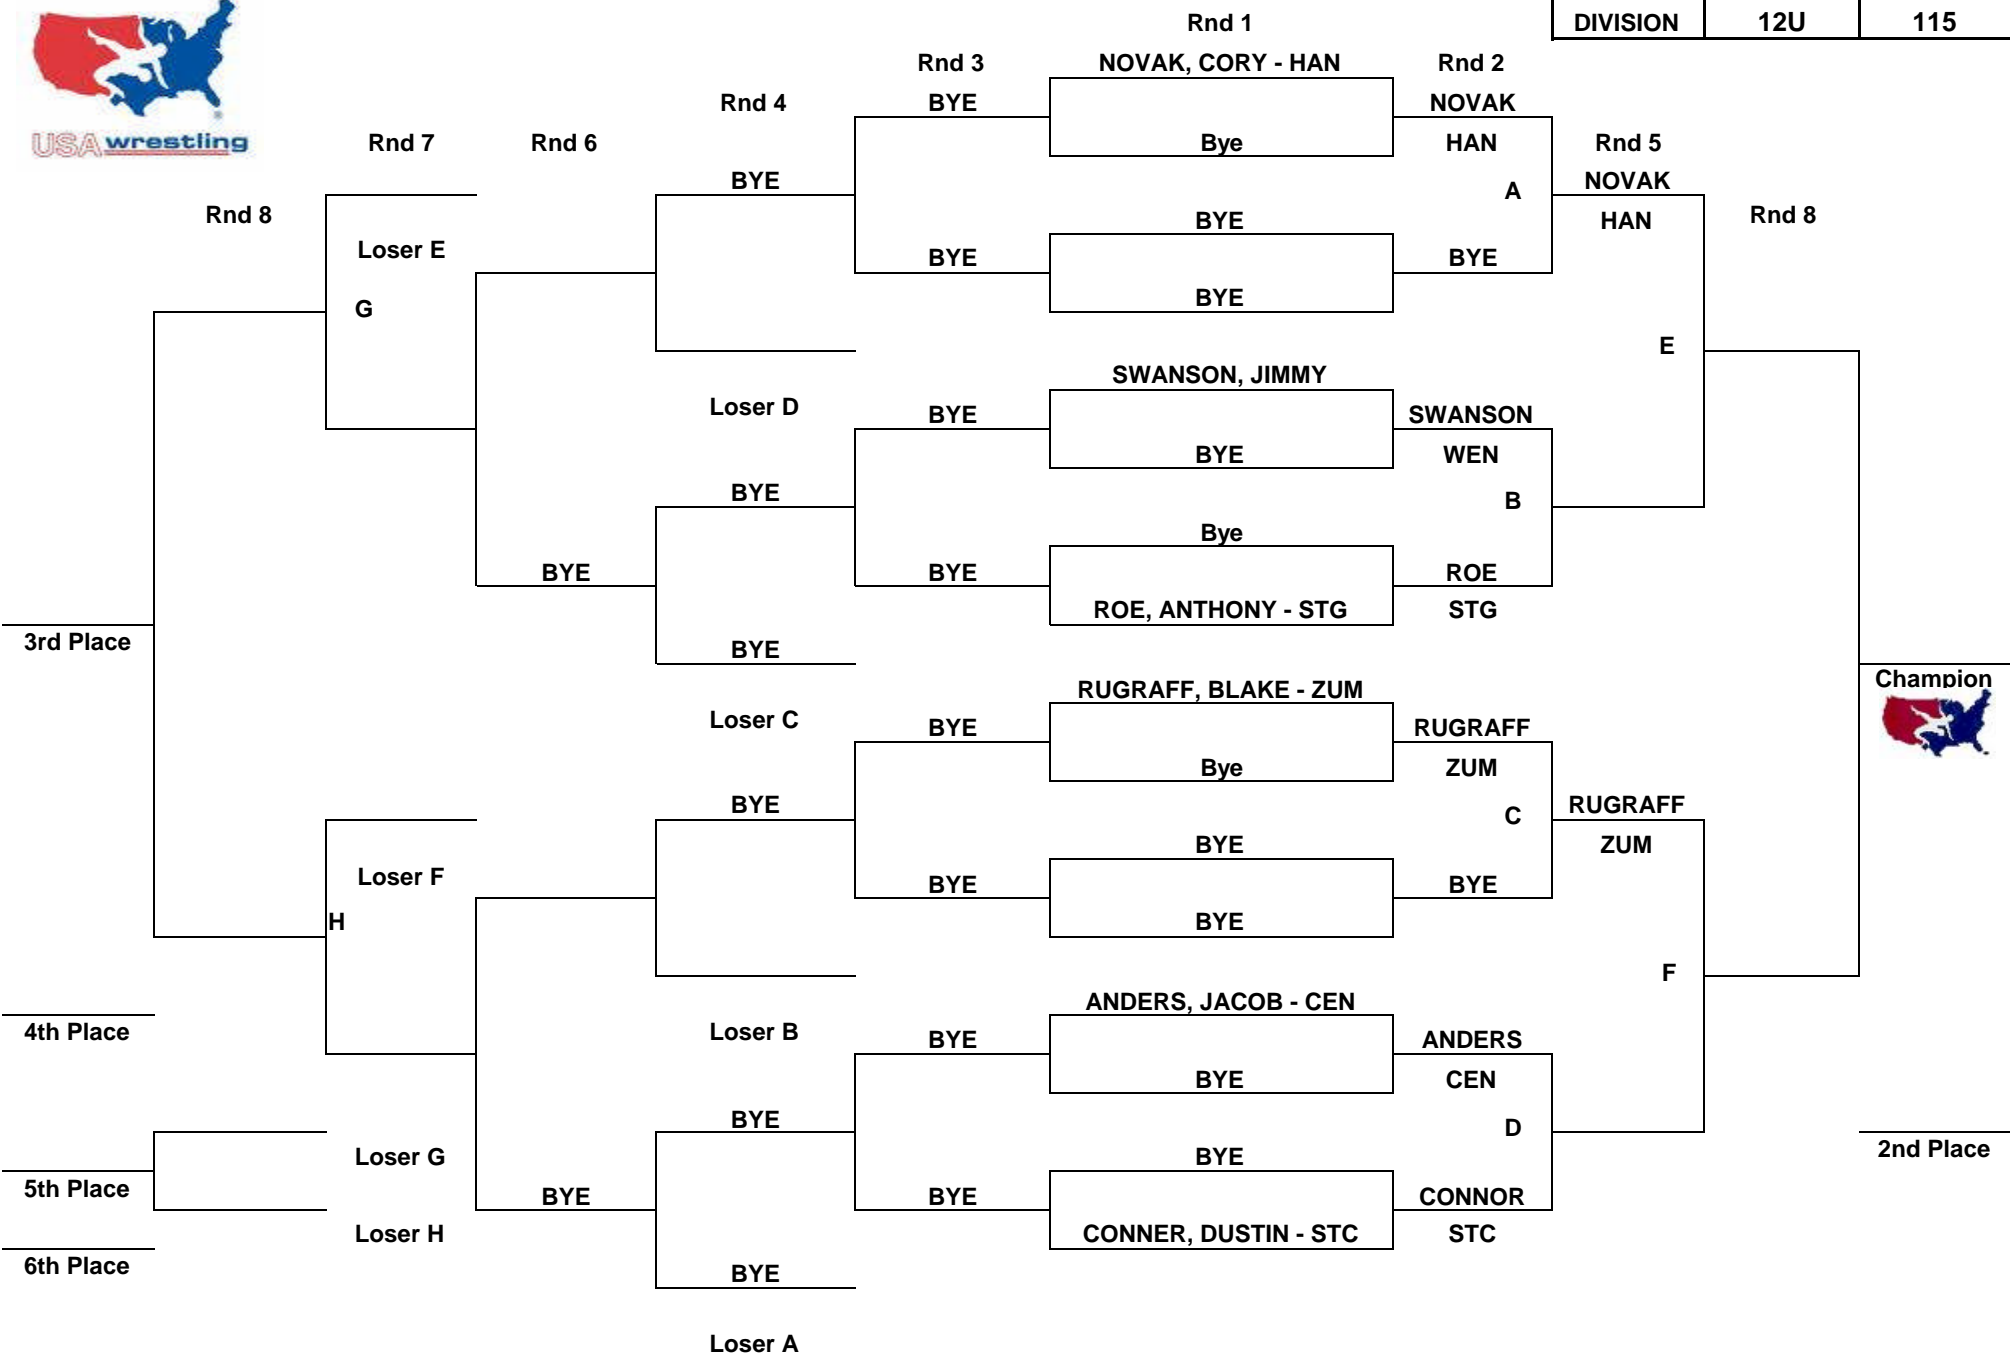 Rnd 1
DIVISION 12U 115
Rnd 3 NOVAK, CORY - HAN Rnd 2
Rnd 4 BYE NOVAK
USA wrestling Rnd 7 Rnd 6 Bye HAN Rnd 5
BYE A NOVAK
Rnd 8 BYE HAN Rnd 8
Loser E BYE BYE
G BYE
E
SWANSON, JIMMY
Loser D BYE SWANSON
BYE WEN
BYE B
Bye
BYE BYE ROE
ROE, ANTHONY - STG STG
3rd Place BYE
RUGRAFF, BLAKE - ZUM Champion
Loser C BYE RUGRAFF
Bye ZUM
BYE C RUGRAFF
BYE ZUM
Loser F BYE BYE
H BYE
F
ANDERS, JACOB - CEN
4th Place Loser B BYE ANDERS
BYE CEN
BYE D
Loser G BYE 2nd Place
5th Place BYE BYE CONNOR
Loser H CONNER, DUSTIN - STC STC
6th Place BYE
Loser A